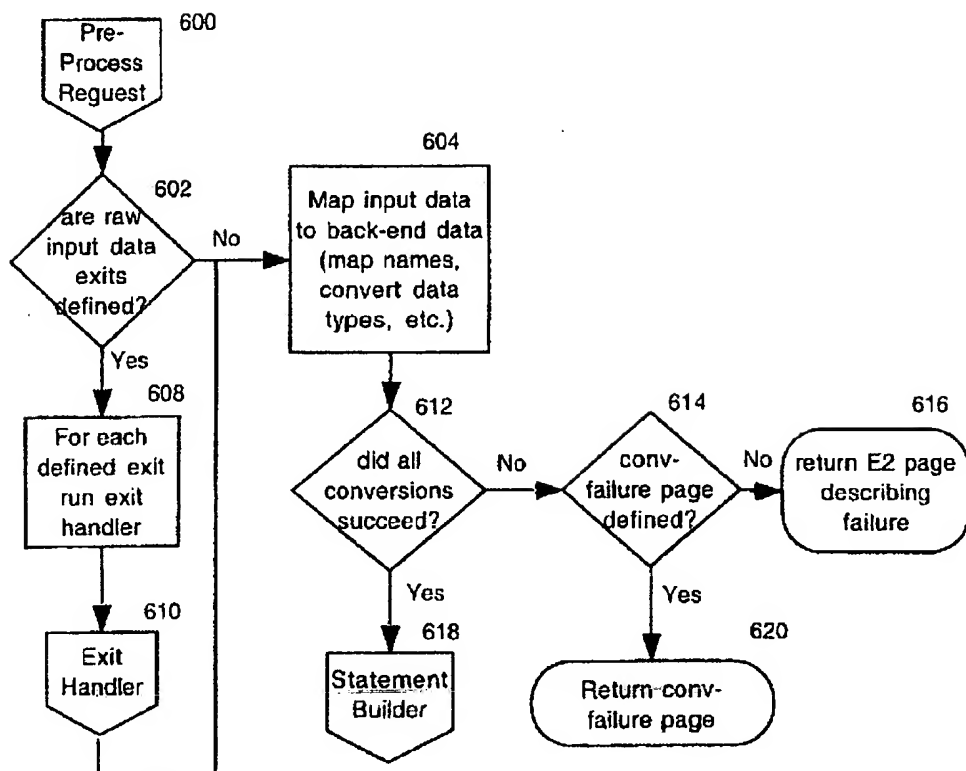 600
Pre-
Process
Reguest
602
are raw
input data
exits
defined?
No
Yes
604
Map input data
to back-end data
(map names,
convert data
types, etc.)
608
For each
defined exit
run exit
handler
610
Exit
Handler
612
did all
conversions
succeed?
No
Yes
614
conv-
failure page
defined?
No
Yes
616
return E2 page
describing
failure
618
Statement
Builder
620
Return-conv-
failure page